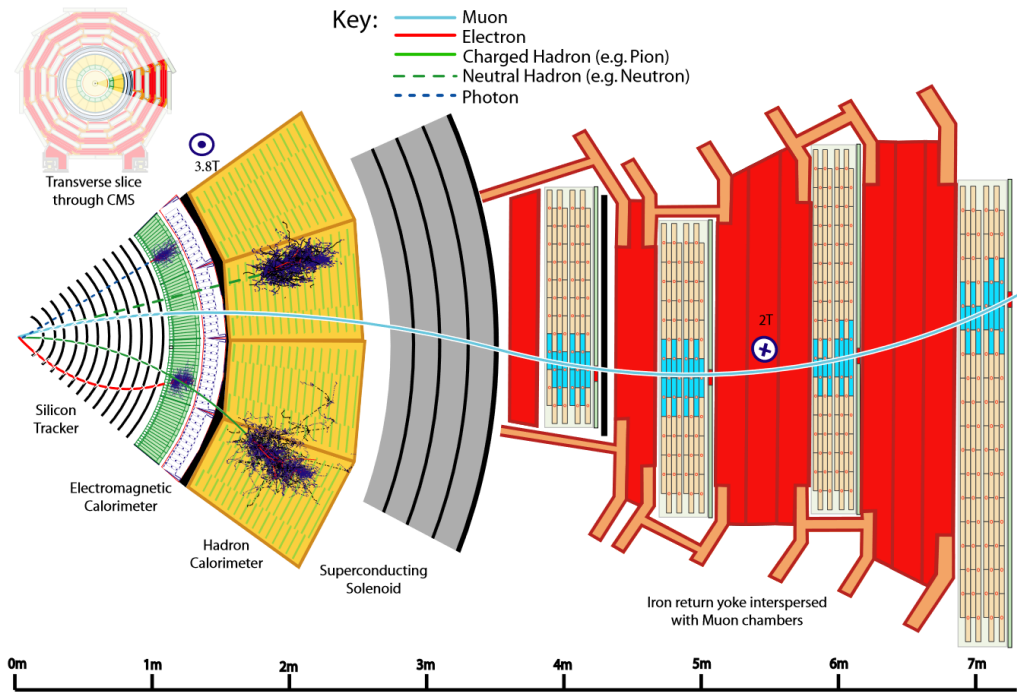 Key:
Muon
Electron
Charged Hadron (e.g. Pion)
Neutral Hadron (e.g. Neutron)
Photon
Transverse slice
through CMS
3.8T
2T
Silicon
Tracker
Electromagnetic
Calorimeter
Hadron
Calorimeter
Superconducting
Solenoid
Iron return yoke interspersed
with Muon chambers
0m 1m 2m 3m 4m 5m 6m 7m